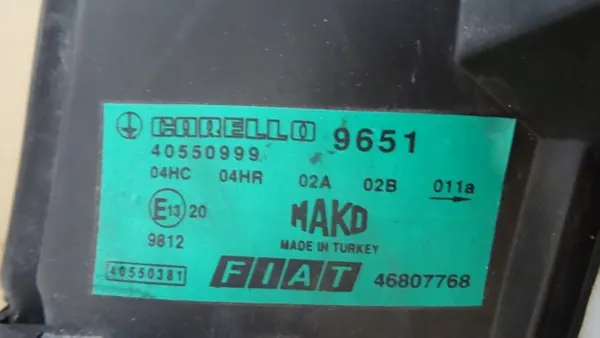 CARELLO 9651
40550999
04HC 04HR 02A 02B 011a
E13 20 MAKO
9812 MADE IN TURKEY
40550381 FIAT 46807768